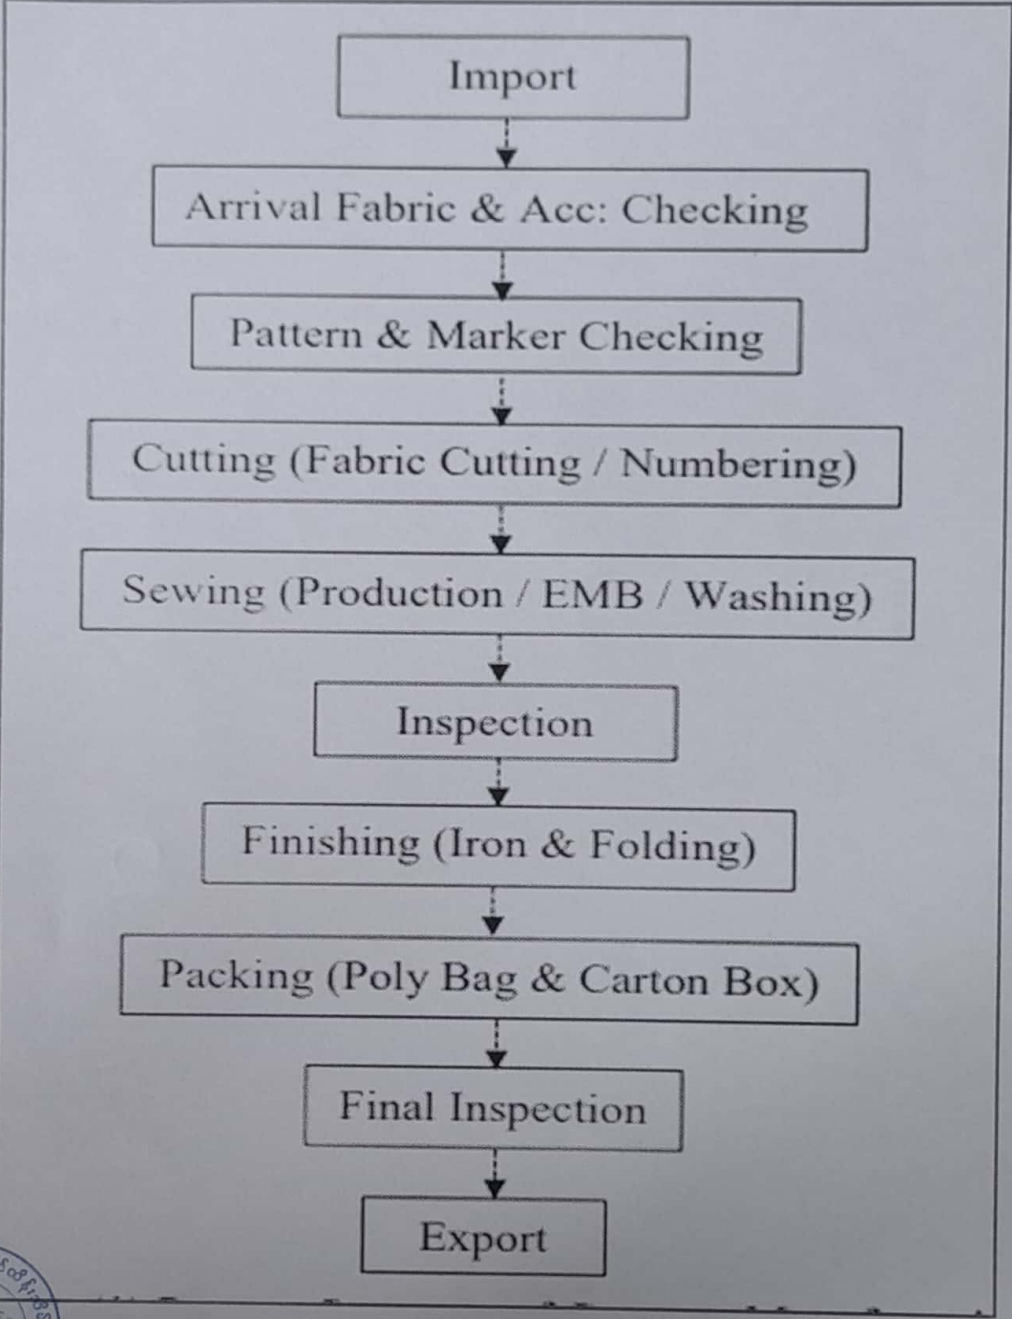 Import
Arrival Fabric & Acc: Checking
Pattern & Marker Checking
Cutting (Fabric Cutting / Numbering)
Sewing (Production / EMB / Washing)
Inspection
Finishing (Iron & Folding)
Packing (Poly Bag & Carton Box)
Final Inspection
Export